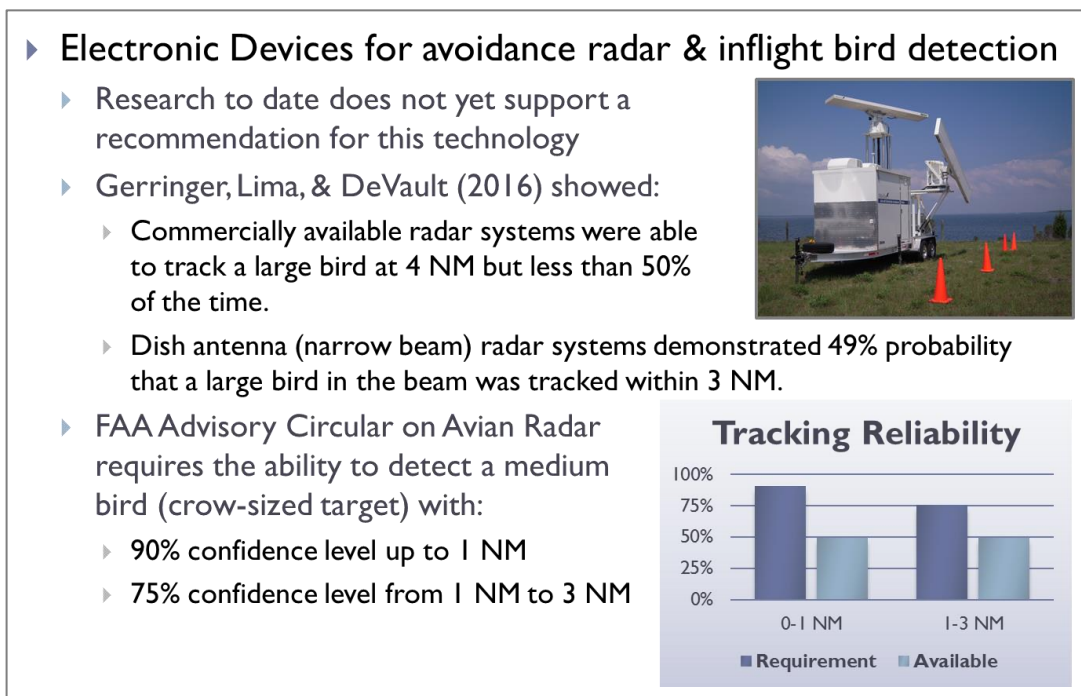 Electronic Devices for avoidance radar & inflight bird detection
Research to date does not yet support a
recommendation for this technology
Gerringer, Lima, & DeVault (2016) showed:
Commercially available radar systems were able
to track a large bird at 4 NM but less than 50%
of the time.
Dish antenna (narrow beam) radar systems demonstrated 49% probability
that a large bird in the beam was tracked within 3 NM.
FAA Advisory Circular on Avian Radar
requires the ability to detect a medium
bird (crow-sized target) with:
90% confidence level up to 1 NM
75% confidence level from 1 NM to 3 NM
Tracking Reliability
100%
75%
50%
25%
0%
0-1 NM 1-3 NM
Requirement Available